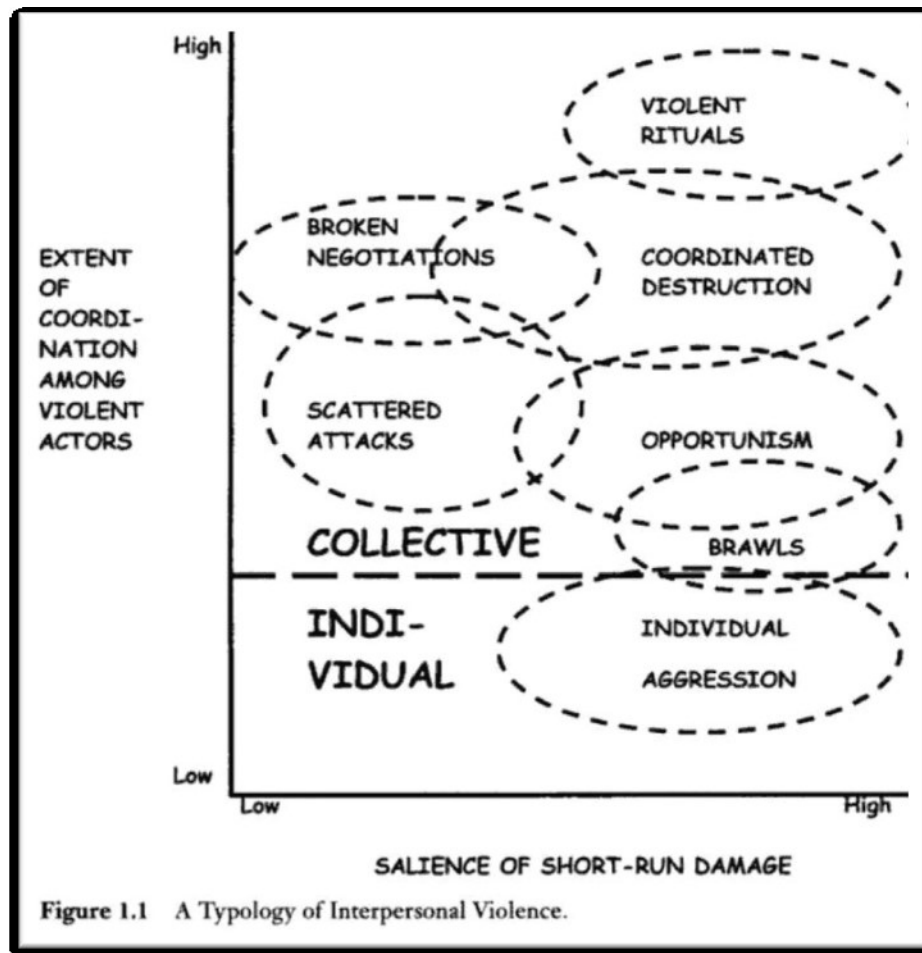 High
VIOLENT
RITUALS
BROKEN
NEGOTIATIONS
EXTENT
OF
COORDI-
NATION
AMONG
VIOLENT
ACTORS
COORDINATED
DESTRUCTION
SCATTERED
ATTACKS
OPPORTUNISM
COLLECTIVE
BRAWLS
INDI-
VIDUAL
INDIVIDUAL
AGGRESSION
Low
Low
High
SALIENCE OF SHORT-RUN DAMAGE
Figure 1.1 A Typology of Interpersonal Violence.